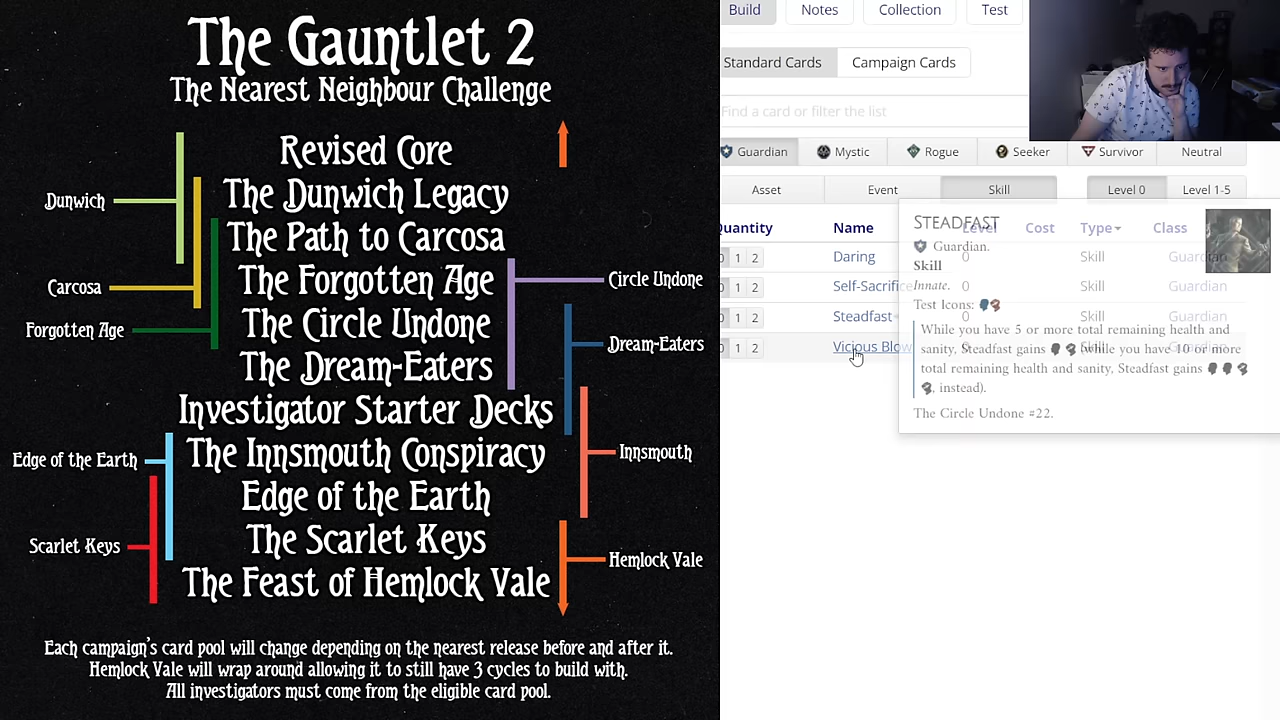 The Gauntlet 2
The Nearest Neighbour Challenge
Revised Core
The Dunwich Legacy
The Path to Carcosa
The Forgotten Age
The Circle Undone
The Dream-Eaters
Investigator Starter Decks
The Innsmouth Conspiracy
Edge of the Earth
The Scarlet Keys
The Feast of Hemlock Vale
Dunwich
Carcosa
Forgotten Age
Edge of the Earth
Scarlet Keys
Circle Undone
Dream-Eaters
Innsmouth
Hemlock Vale
Each campaign's card pool will change depending on the nearest release before and after it.
Hemlock Vale will wrap around allowing it to still have 3 cycles to build with.
All investigators must come from the eligible card pool.
Build Notes Collection Test
Standard Cards Campaign Cards
Find a card or filter the list
Guardian Mystic Rogue Seeker Survivor Neutral
Asset Event Skill Level 0 Level 1-5
Quantity Name Level Cost Type Class
0 1 2 Daring 0 Skill Guardian
0 1 2 Self-Sacrifice 0 Skill Guardian
0 1 2 Steadfast 0 Skill Guardian
0 1 2 Vicious Blow 0 Skill Guardian
Steadfast
Guardian.
Skill
Innate.
Test Icons:
While you have 5 or more total remaining health and
sanity, Steadfast gains (while you have 10 or more
total remaining health and sanity, Steadfast gains
, instead).
The Circle Undone #22.